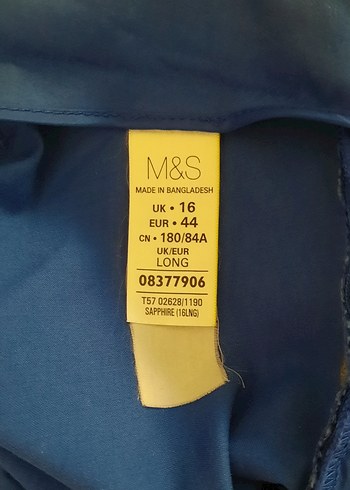 M&S
MADE IN BANGLADESH
UK • 16
EUR • 44
CN • 180/84A
UK/EUR
LONG
08377906
T57 02628/1190
SAPPHIRE (16LNG)